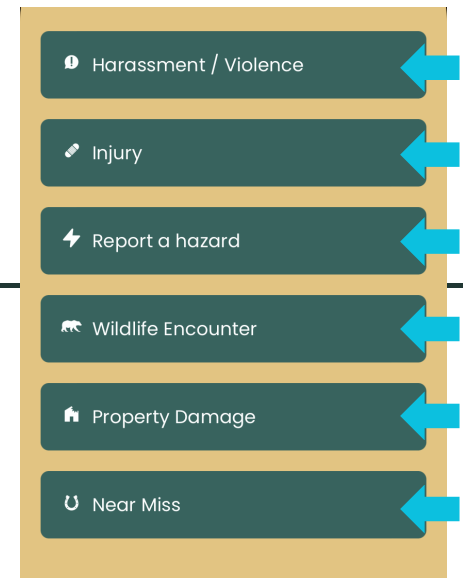 Harassment / Violence
Injury
Report a hazard
Wildlife Encounter
Property Damage
Near Miss